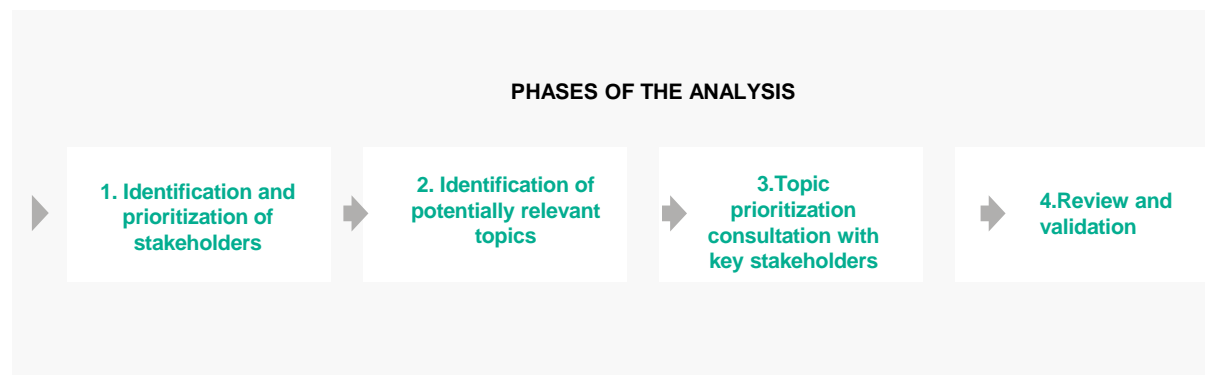 PHASES OF THE ANALYSIS
1. Identification and
prioritization of
stakeholders
2. Identification of
potentially relevant
topics
3.Topic
prioritization
consultation with
key stakeholders
4.Review and
validation